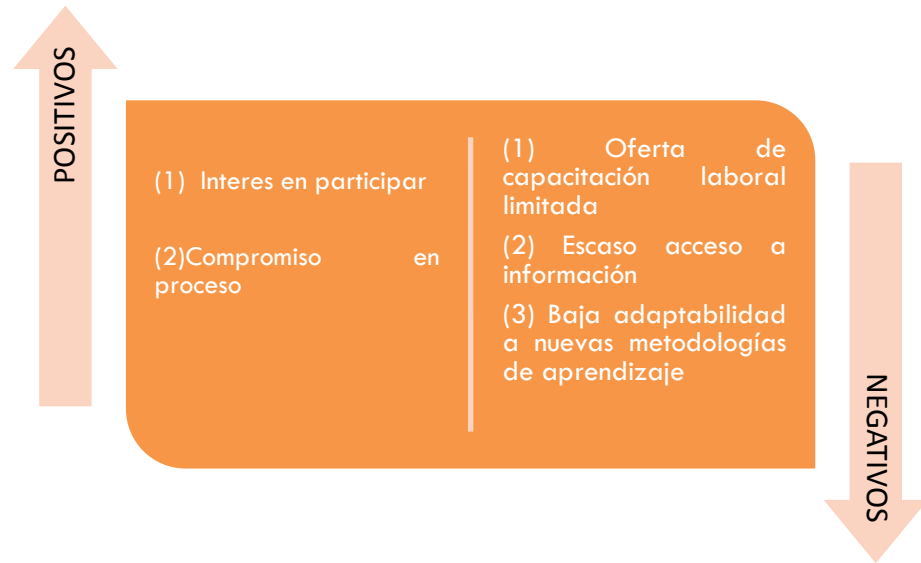 POSITIVOS
(1) Interes en participar
(2)Compromiso en
proceso
(1) Oferta de
capacitación laboral
limitada
(2) Escaso acceso a
información
(3) Baja adaptabilidad
a nuevas metodologías
de aprendizaje
NEGATIVOS